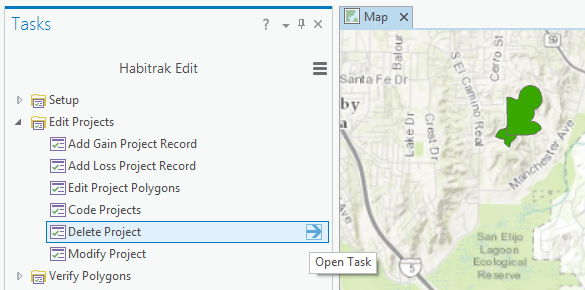 Tasks
Habitrak Edit
Setup
Edit Projects
Add Gain Project Record
Add Loss Project Record
Edit Project Polygons
Code Projects
Delete Project
Modify Project
Verify Polygons
Open Task
Map
Balour
Cerro St
Santa Fe Dr
S El Camino Real
by
a
Lake Dr
Crest Dr
Manchester Ave
Ave
San Elijo
Lagoon
Ecological
Reserve
5